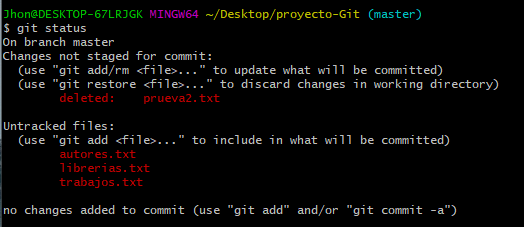 Jhon@DESKTOP-67LRJGK MINGW64 ~/Desktop/proyecto-Git (master)
$ git status
On branch master
Changes not staged for commit:
  (use "git add/rm <file>..." to update what will be committed)
  (use "git restore <file>..." to discard changes in working directory)
        deleted:    prueva2.txt

Untracked files:
  (use "git add <file>..." to include in what will be committed)
        autores.txt
        librerias.txt
        trabajos.txt

no changes added to commit (use "git add" and/or "git commit -a")